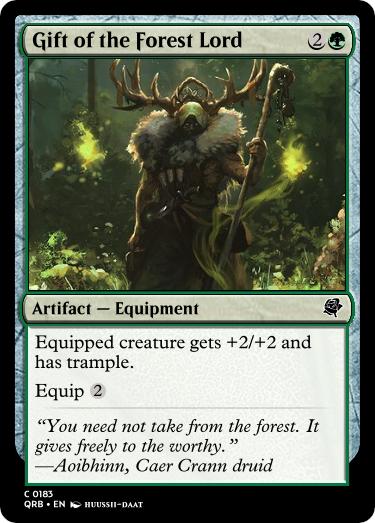 Gift of the Forest Lord 2
Artifact — Equipment
Equipped creature gets +2/+2 and
has trample.
Equip 2
“You need not take from the forest. It
gives freely to the worthy.”
—Aoibhinn, Caer Crann druid
C 0183
QRB • EN HUUSSII-DAAT